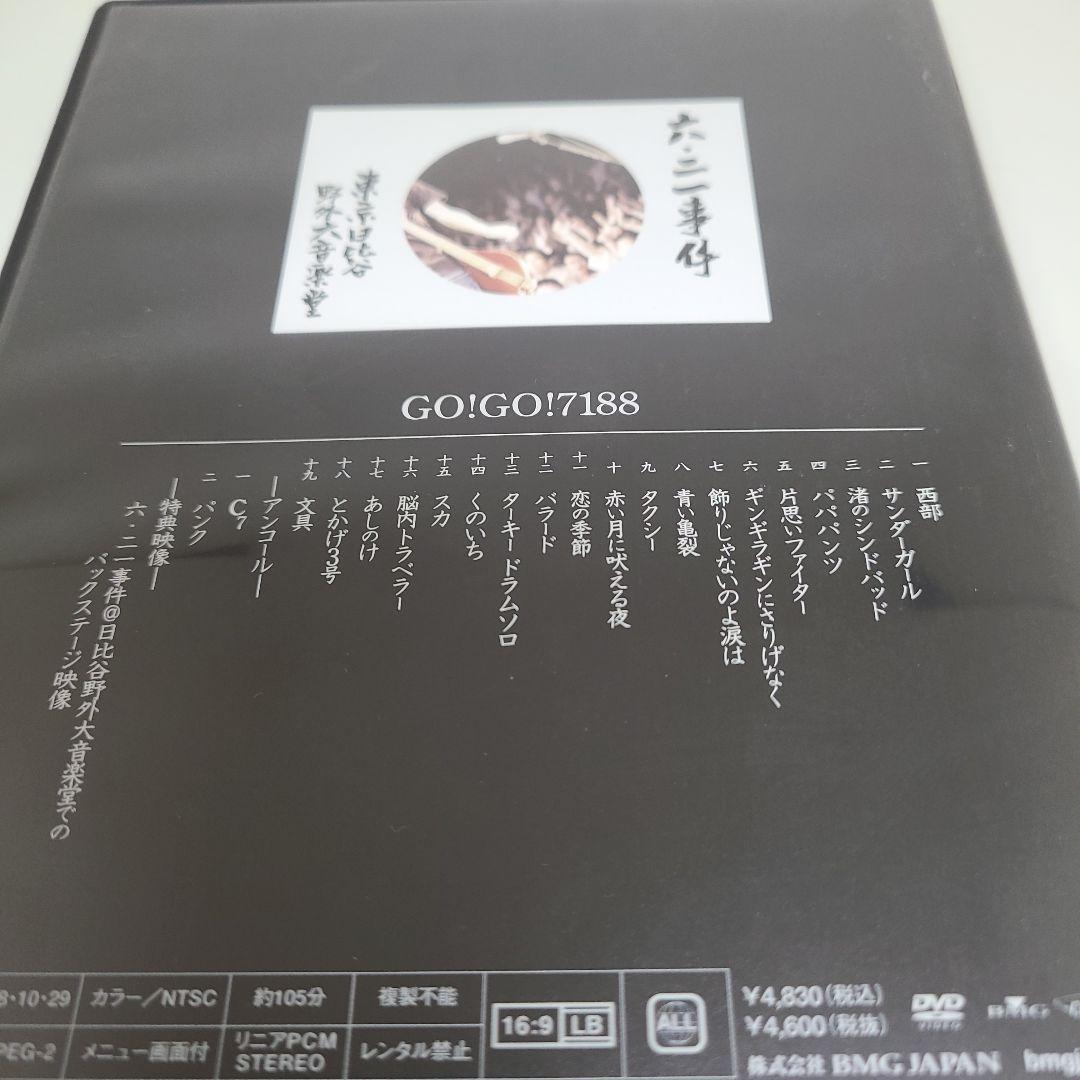 六・二一事件
東京日比谷
野外大音楽堂
GO!GO!7188
一 西部
二 サンダーガール
三 渚のシンドバッド
四 パパパンツ
五 片思いファイター
六 ギンギラギンにさりげなく
七 飾りじゃないのよ涙は
八 青い亀裂
九 タクシー
十 赤い月に吠える夜
十一 恋の季節
十二 バラード
十三 ターキードラムソロ
十四 くのいち
十五 スカ
十六 脳内トラベラー
十七 あしのけ
十八 とかげ3号
十九 文具
—アンコール—
一 C7
二 パンク
—特典映像—
六・二一事件@日比谷野外大音楽堂での
バックステージ映像
8・10・29
カラー/NTSC
約105分
複製不能
PEG-2
メニュー画面付
リニアPCM
STEREO
レンタル禁止
16:9 LB
ALL
¥4,830(税込)
¥4,600(税抜)
DVD
VIDEO
BMG
株式会社BMG JAPAN
bmgj